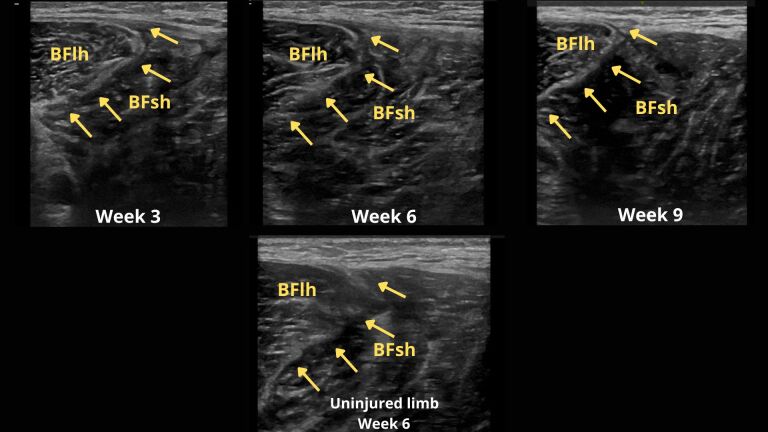 BFlh
BFsh
Week 3
BFlh
BFsh
Week 6
BFlh
BFsh
Week 9
BFlh
BFsh
Uninjured limb
Week 6